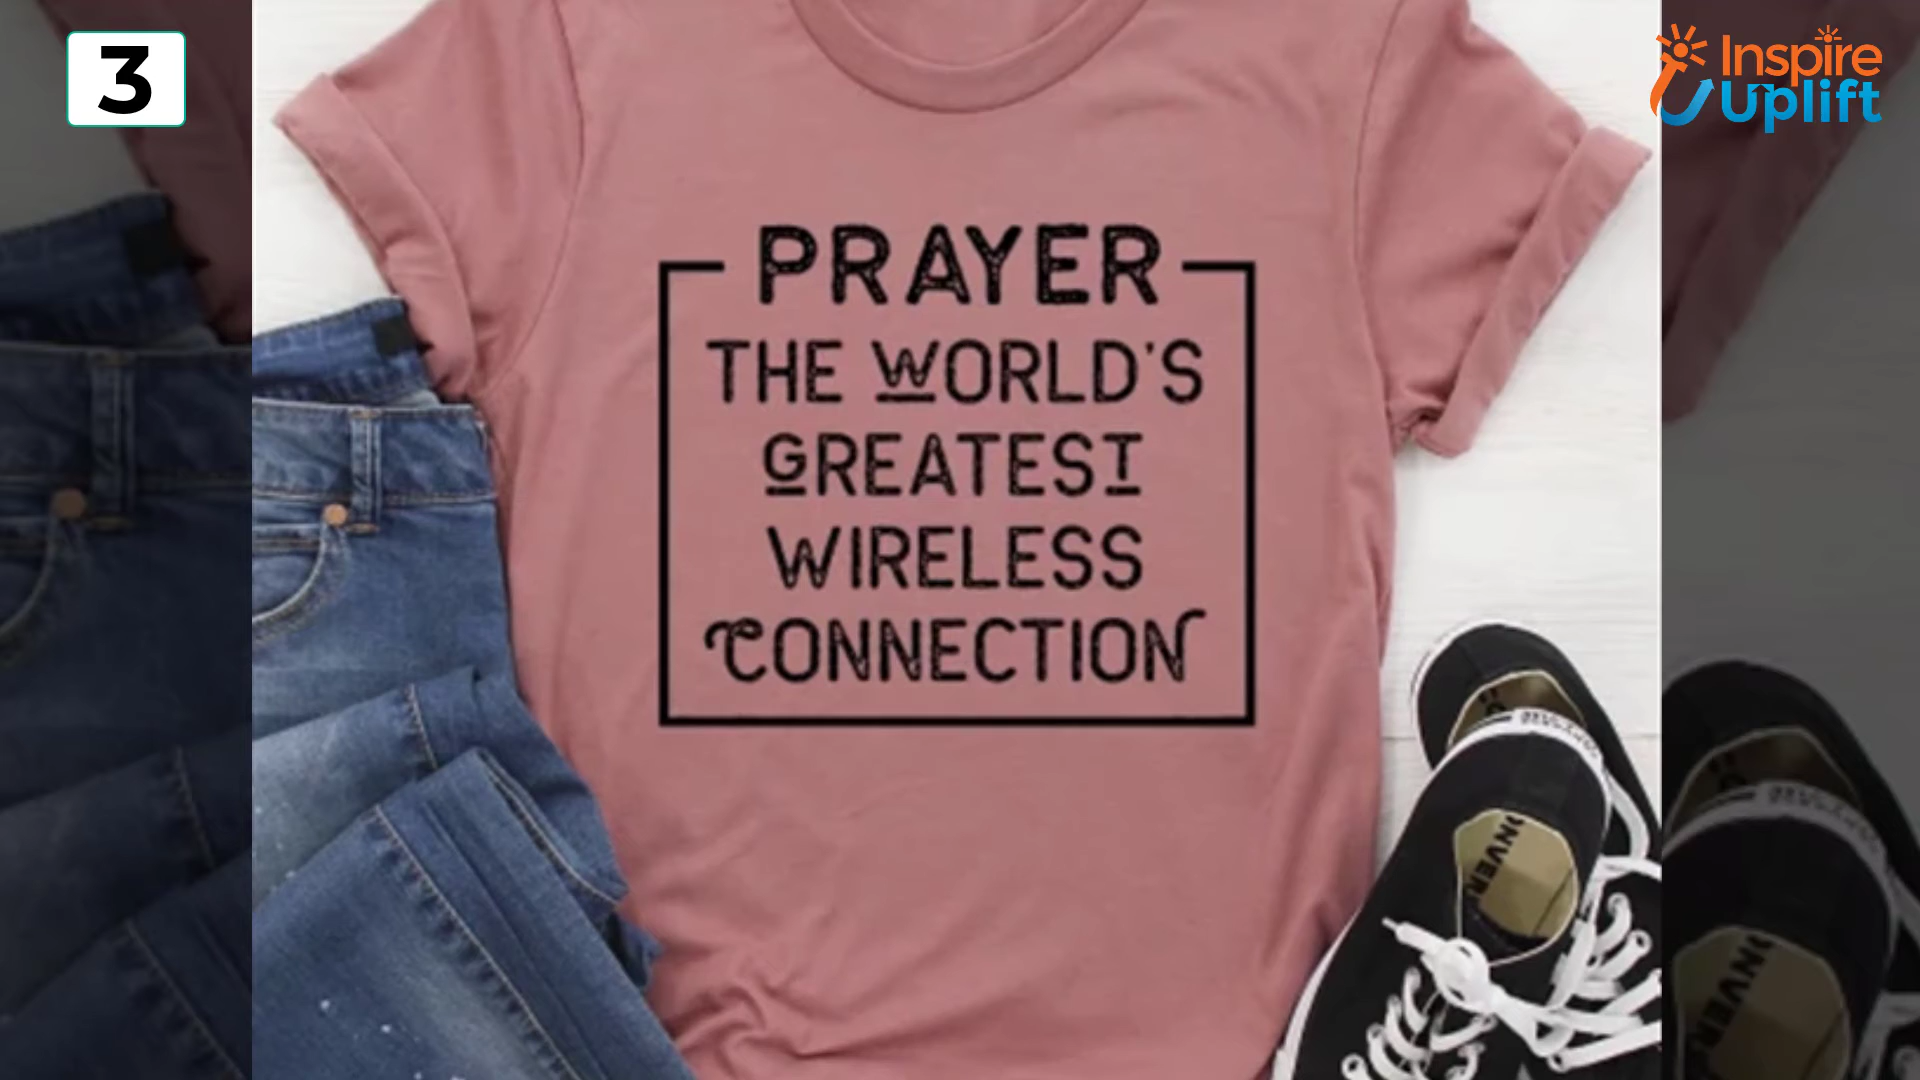 3
Inspire
Uplift
PRAYER
THE WORLD'S
GREATEST
WIRELESS
CONNECTION